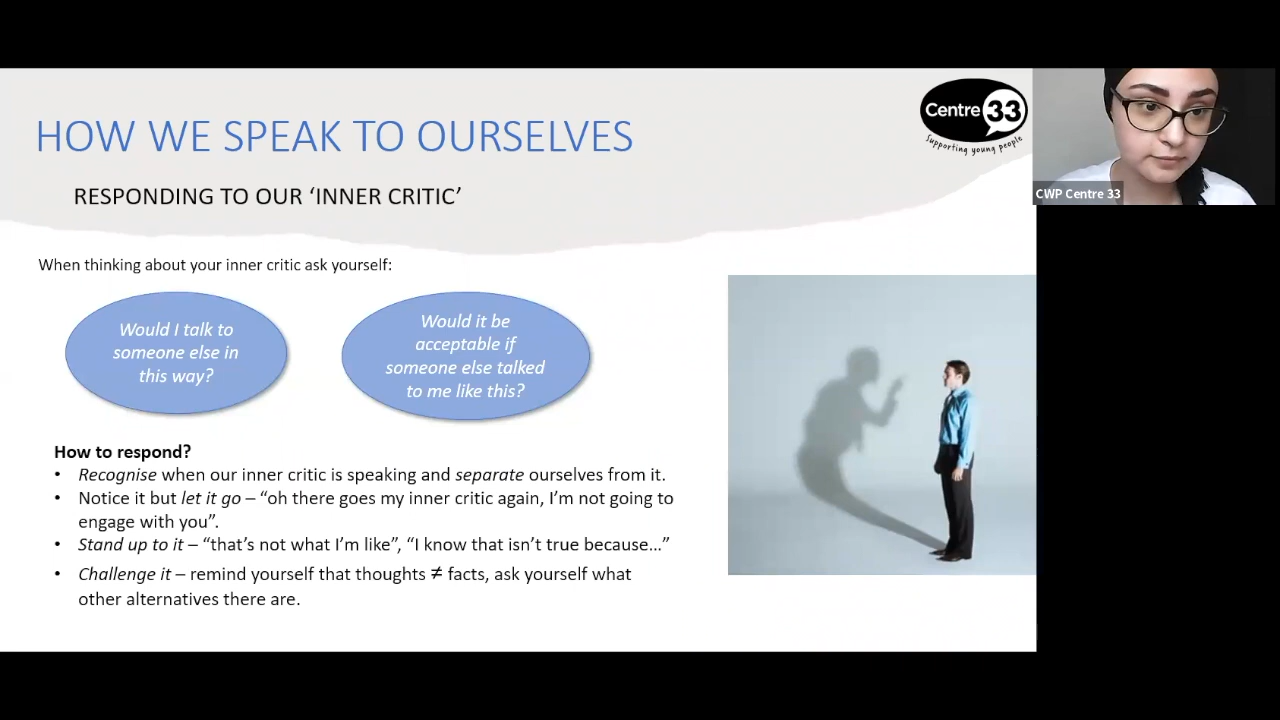 Centre 33
Supporting young people
HOW WE SPEAK TO OURSELVES
RESPONDING TO OUR ‘INNER CRITIC’
CWP Centre 33
When thinking about your inner critic ask yourself:
Would I talk to
someone else in
this way?
Would it be
acceptable if
someone else talked
to me like this?
How to respond?
• Recognise when our inner critic is speaking and separate ourselves from it.
• Notice it but let it go – “oh there goes my inner critic again, I’m not going to
engage with you”.
• Stand up to it – “that’s not what I’m like”, “I know that isn’t true because…”
• Challenge it – remind yourself that thoughts ≠ facts, ask yourself what
other alternatives there are.